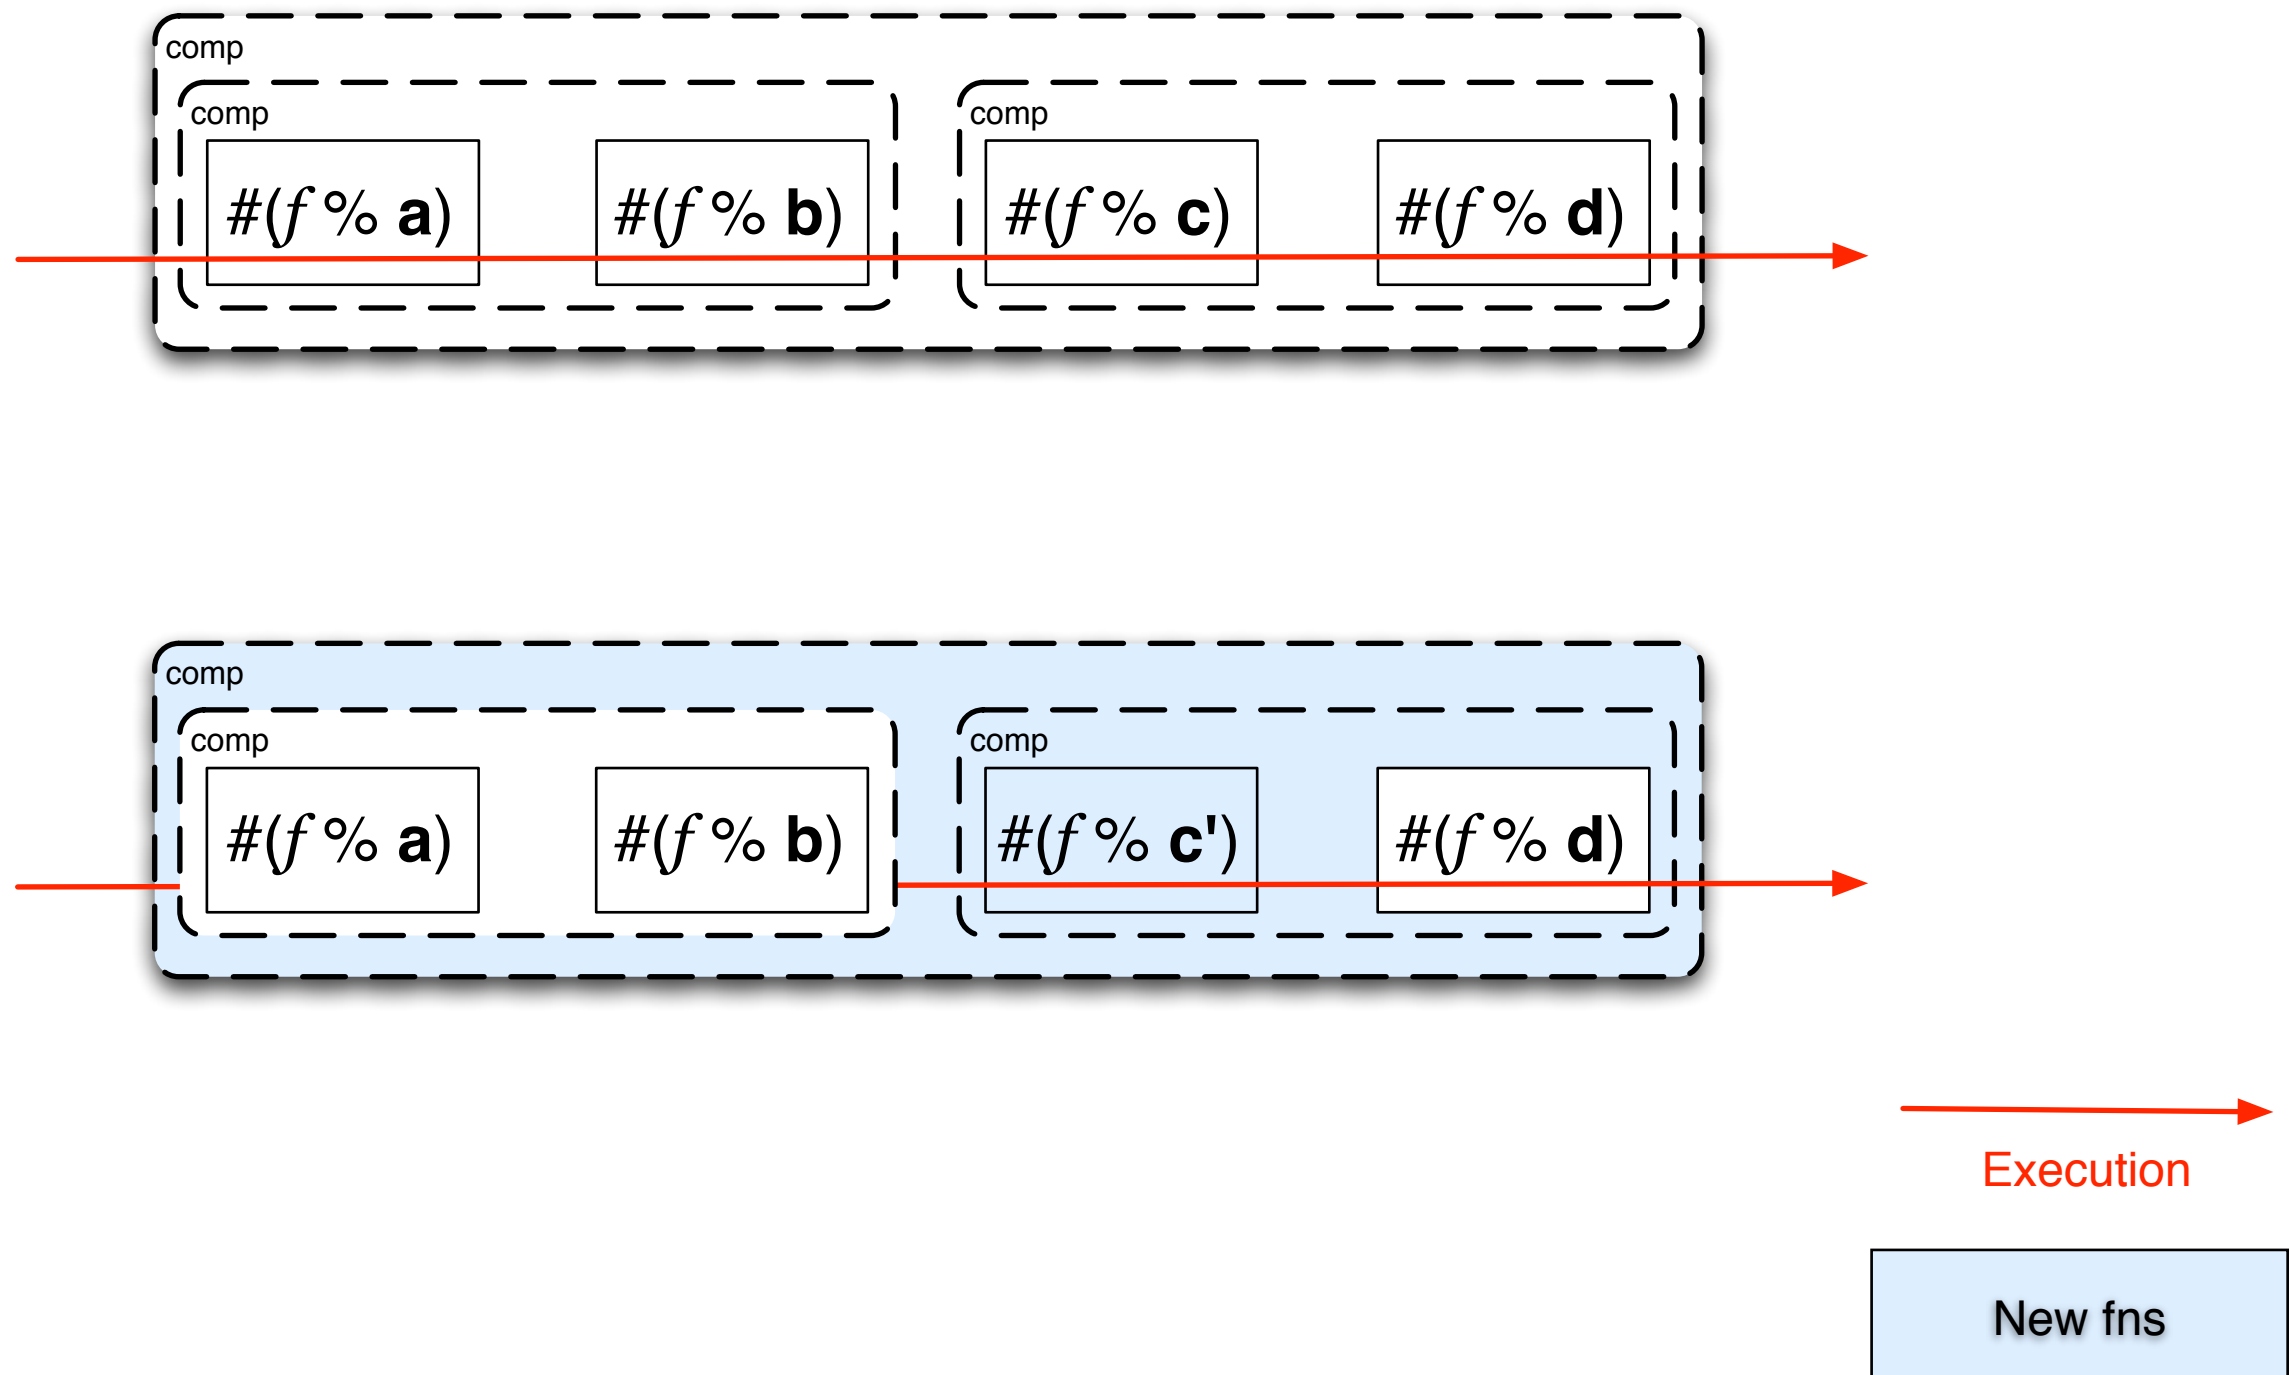 comp
comp
comp
#(f % a)
#(f % b)
#(f % c)
#(f % d)
comp
comp
comp
#(f % a)
#(f % b)
#(f % c')
#(f % d)
Execution
New fns